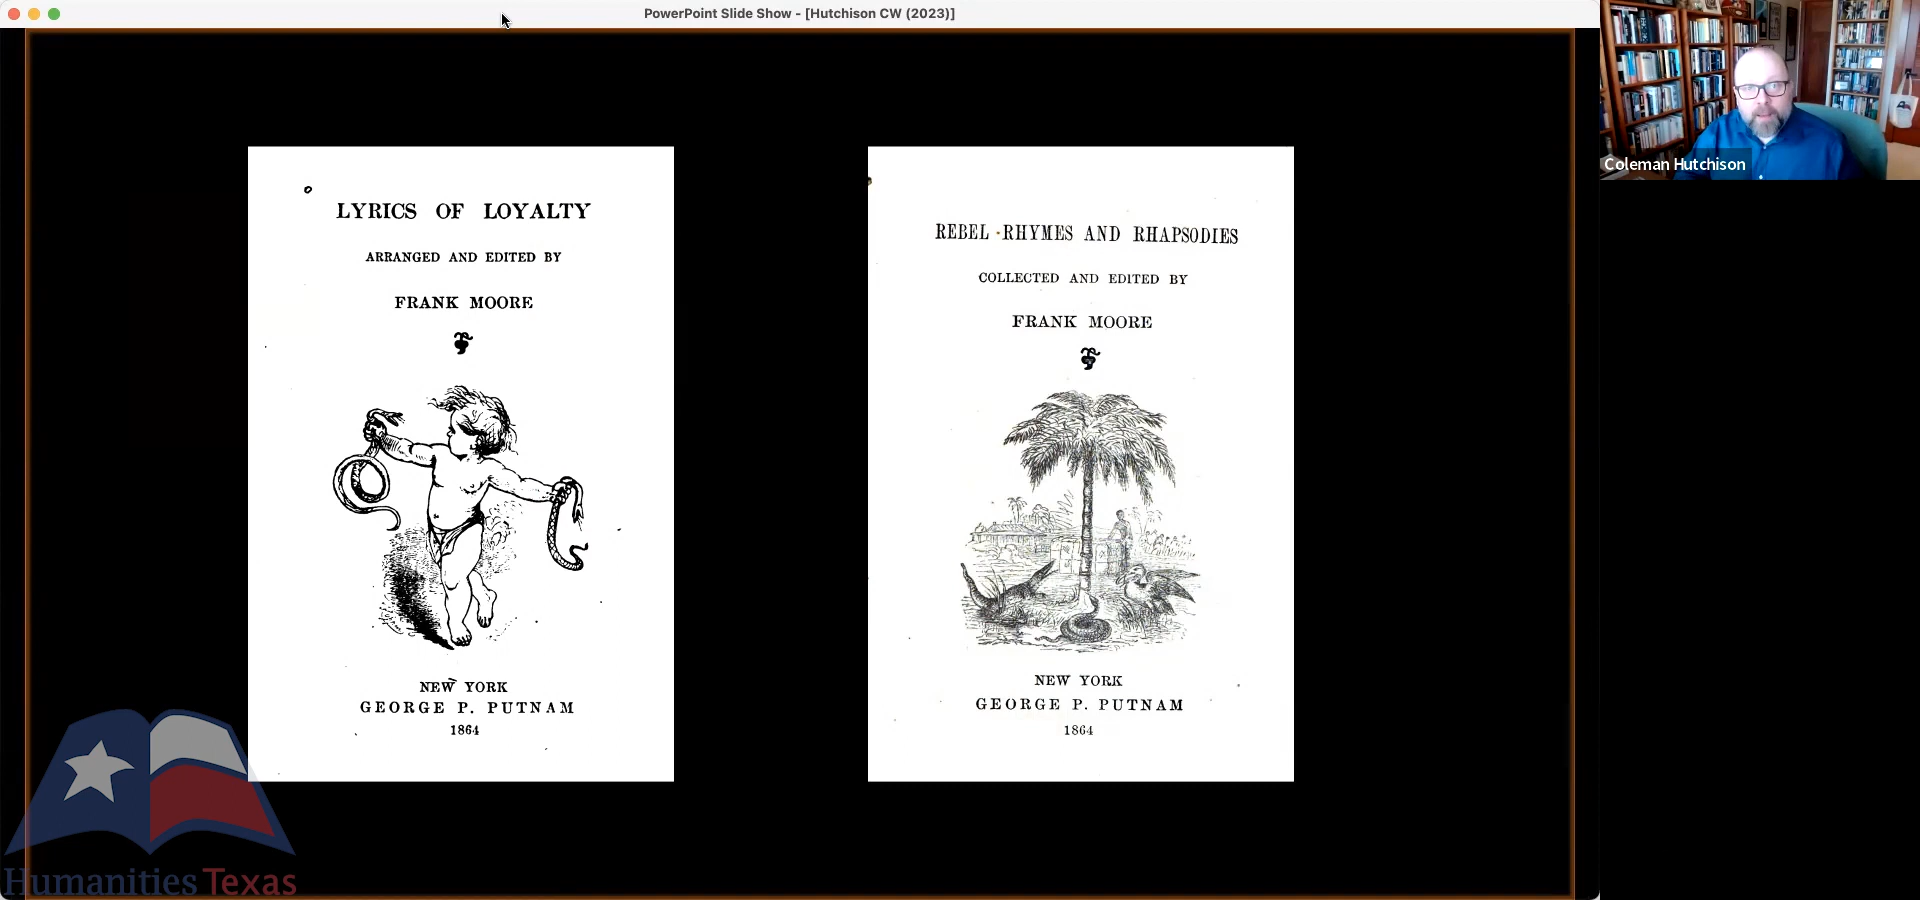 PowerPoint Slide Show - [Hutchison CW (2023)]
LYRICS OF LOYALTY
ARRANGED AND EDITED BY
FRANK MOORE
NEW YORK
GEORGE P. PUTNAM
1864
REBEL RHYMES AND RHAPSODIES
COLLECTED AND EDITED BY
FRANK MOORE
NEW YORK
GEORGE P. PUTNAM
1864
Coleman Hutchison
Humanities Texas